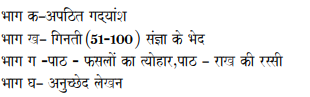 भाग क–अपठित गद्यांश
भाग ख– गिनती (51-100) संज्ञा के भेद
भाग ग -पाठ - फसलों का त्योहार,पाठ - राख की रस्सी
भाग घ– अनुच्छेद लेखन